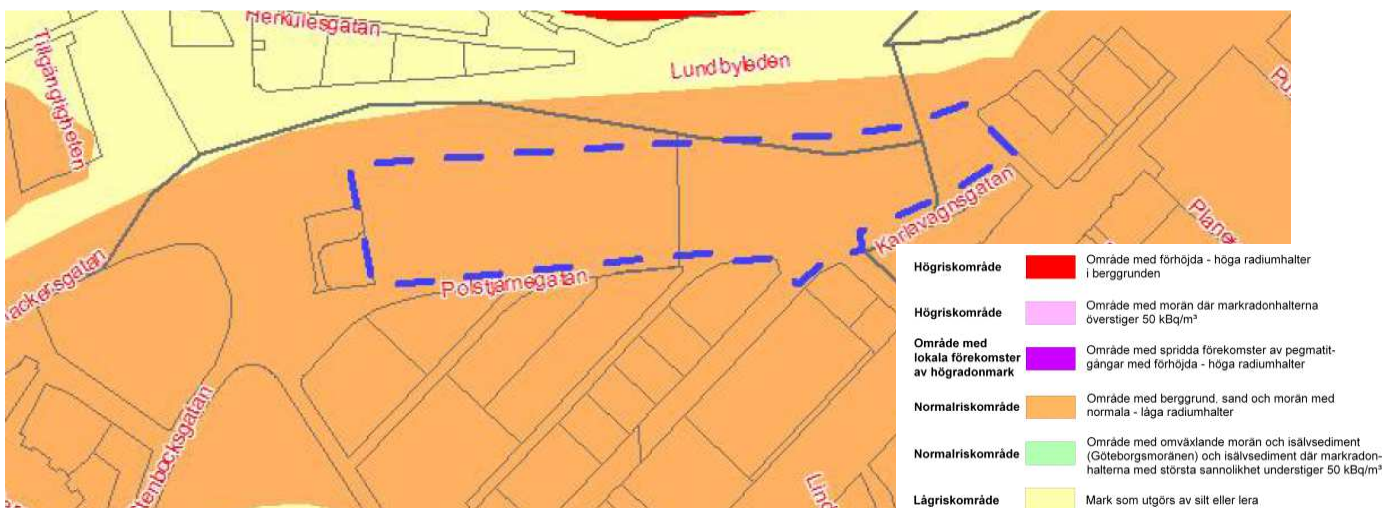 Herkulesgatan
Tillgängligheten
Lundbyleden
Pu
Karlavagnsgatan
Planet
ackersgatan
Polstjärnegatan
tenbocksgatan
Lind
Högriskområde
Område med förhöjda - höga radiumhalter
i berggrunden
Högriskområde
Område med morän där markradonhalterna
överstiger 50 kBq/m³
Område med
lokala förekomster
av högradonmark
Område med spridda förekomster av pegmatit-
gångar med förhöjda - höga radiumhalter
Normalriskområde
Område med berggrund, sand och morän med
normala - låga radiumhalter
Normalriskområde
Område med omväxlande morän och isälvsediment
(Göteborgsmoränen) och isälvsediment där markradon-
halterna med största sannolikhet understiger 50 kBq/m³
Lågriskområde
Mark som utgörs av silt eller lera